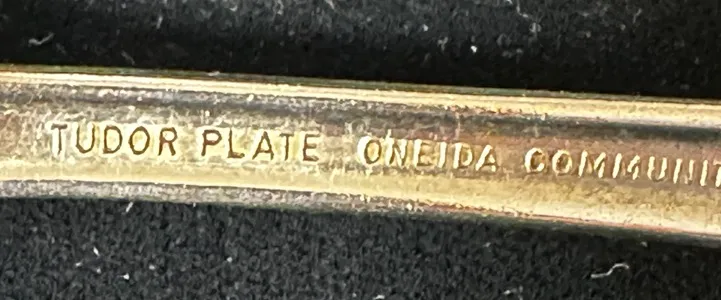 TUDOR PLATE ONEIDA COMMUNIT